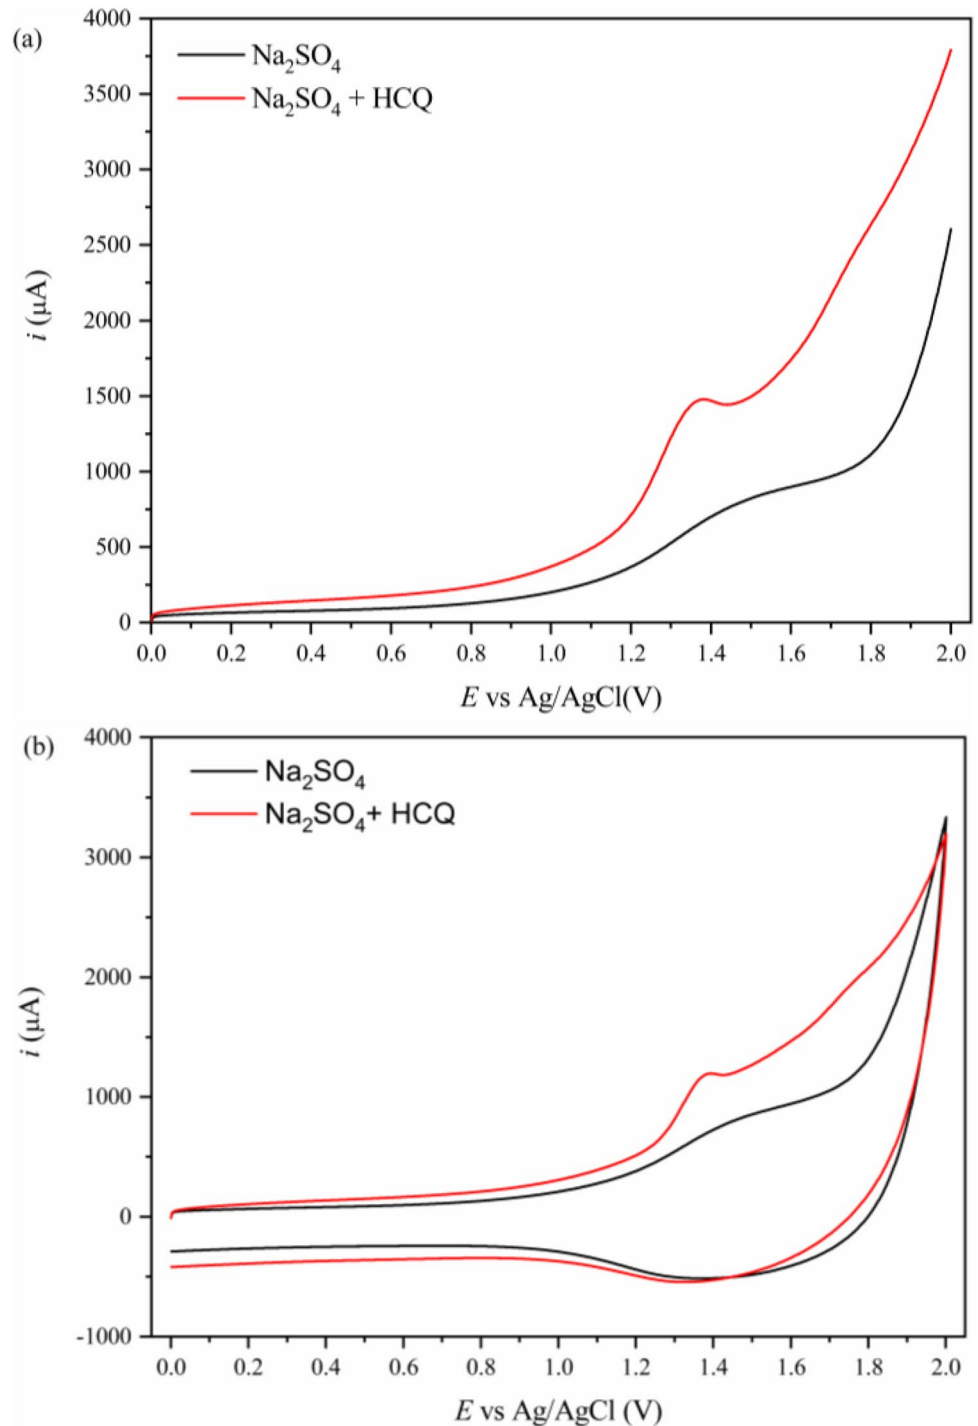 (a)
4000
Na₂SO₄
3500
Na₂SO₄ + HCQ
3000
2500
i (μA)
2000
1500
1000
500
0
0.0 0.2 0.4 0.6 0.8 1.0 1.2 1.4 1.6 1.8 2.0
E vs Ag/AgCl(V)
(b)
4000
Na₂SO₄
Na₂SO₄+ HCQ
3000
2000
i (μA)
1000
0
-1000
0.0 0.2 0.4 0.6 0.8 1.0 1.2 1.4 1.6 1.8 2.0
E vs Ag/AgCl (V)